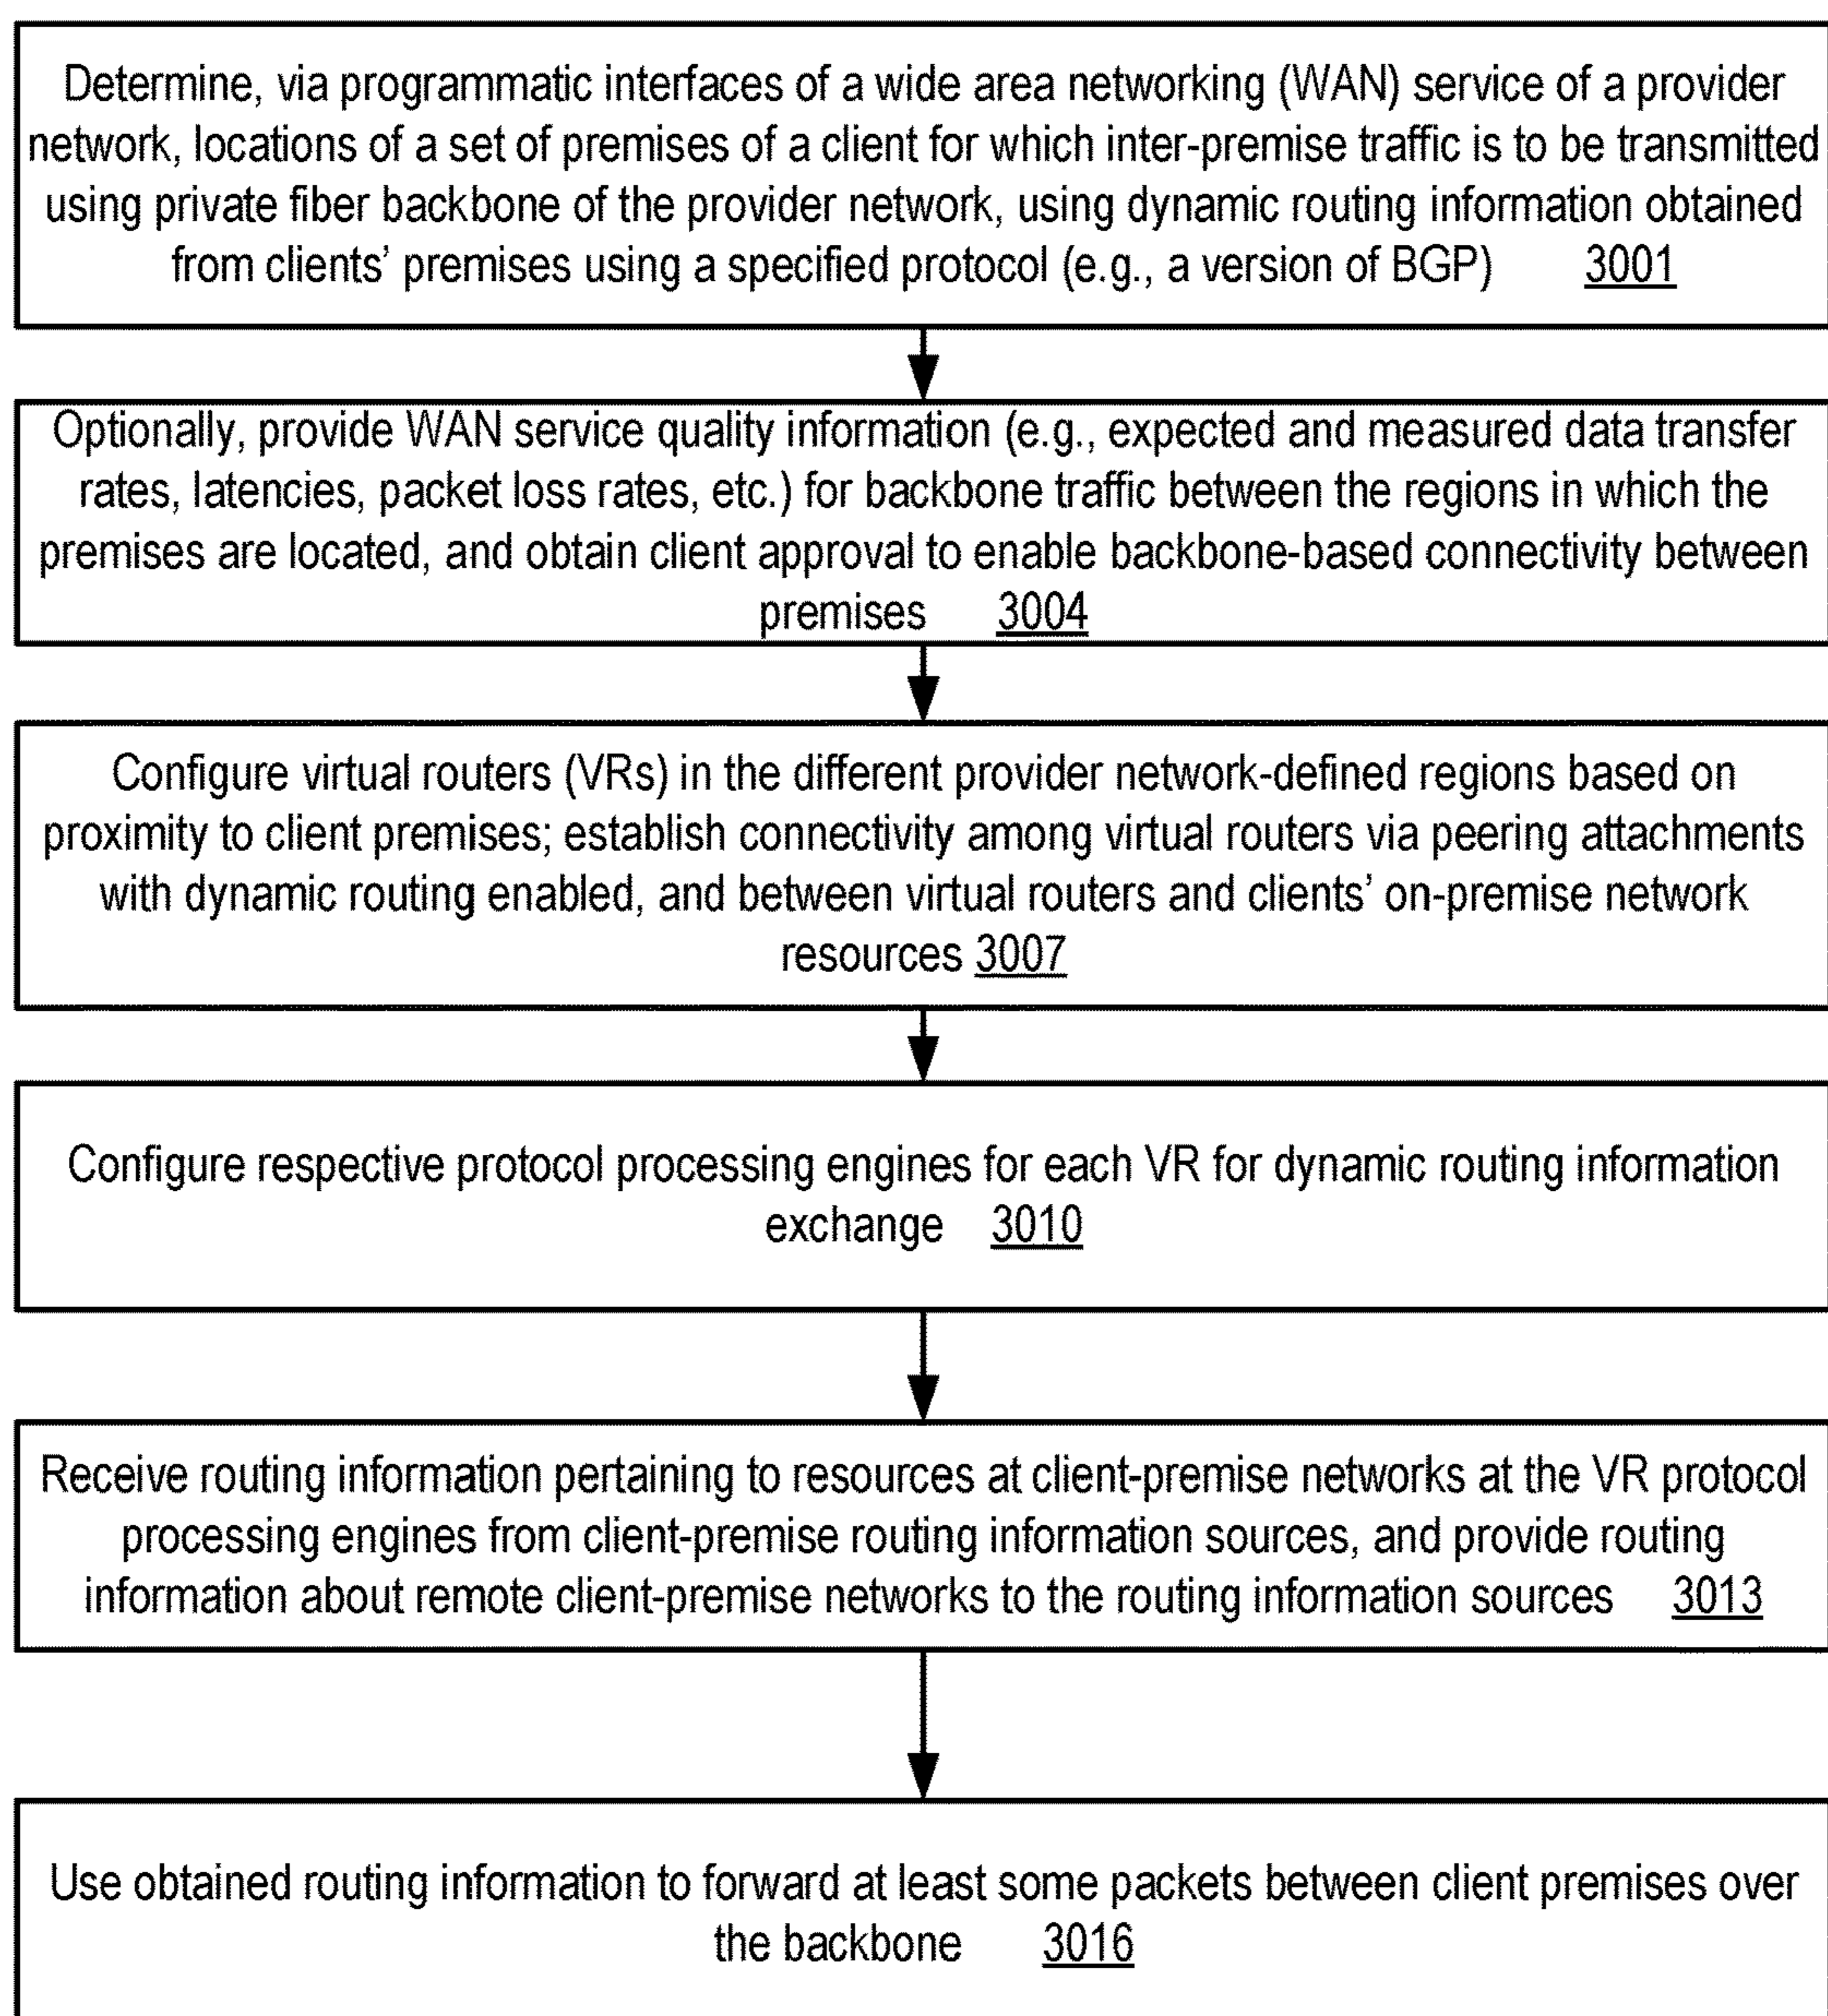 Determine, via programmatic interfaces of a wide area networking (WAN) service of a provider
network, locations of a set of premises of a client for which inter-premise traffic is to be transmitted
using private fiber backbone of the provider network, using dynamic routing information obtained
from clients' premises using a specified protocol (e.g., a version of BGP) 3001
Optionally, provide WAN service quality information (e.g., expected and measured data transfer
rates, latencies, packet loss rates, etc.) for backbone traffic between the regions in which the
premises are located, and obtain client approval to enable backbone-based connectivity between
premises 3004
Configure virtual routers (VRs) in the different provider network-defined regions based on
proximity to client premises; establish connectivity among virtual routers via peering attachments
with dynamic routing enabled, and between virtual routers and clients' on-premise network
resources 3007
Configure respective protocol processing engines for each VR for dynamic routing information
exchange 3010
Receive routing information pertaining to resources at client-premise networks at the VR protocol
processing engines from client-premise routing information sources, and provide routing
information about remote client-premise networks to the routing information sources 3013
Use obtained routing information to forward at least some packets between client premises over
the backbone 3016